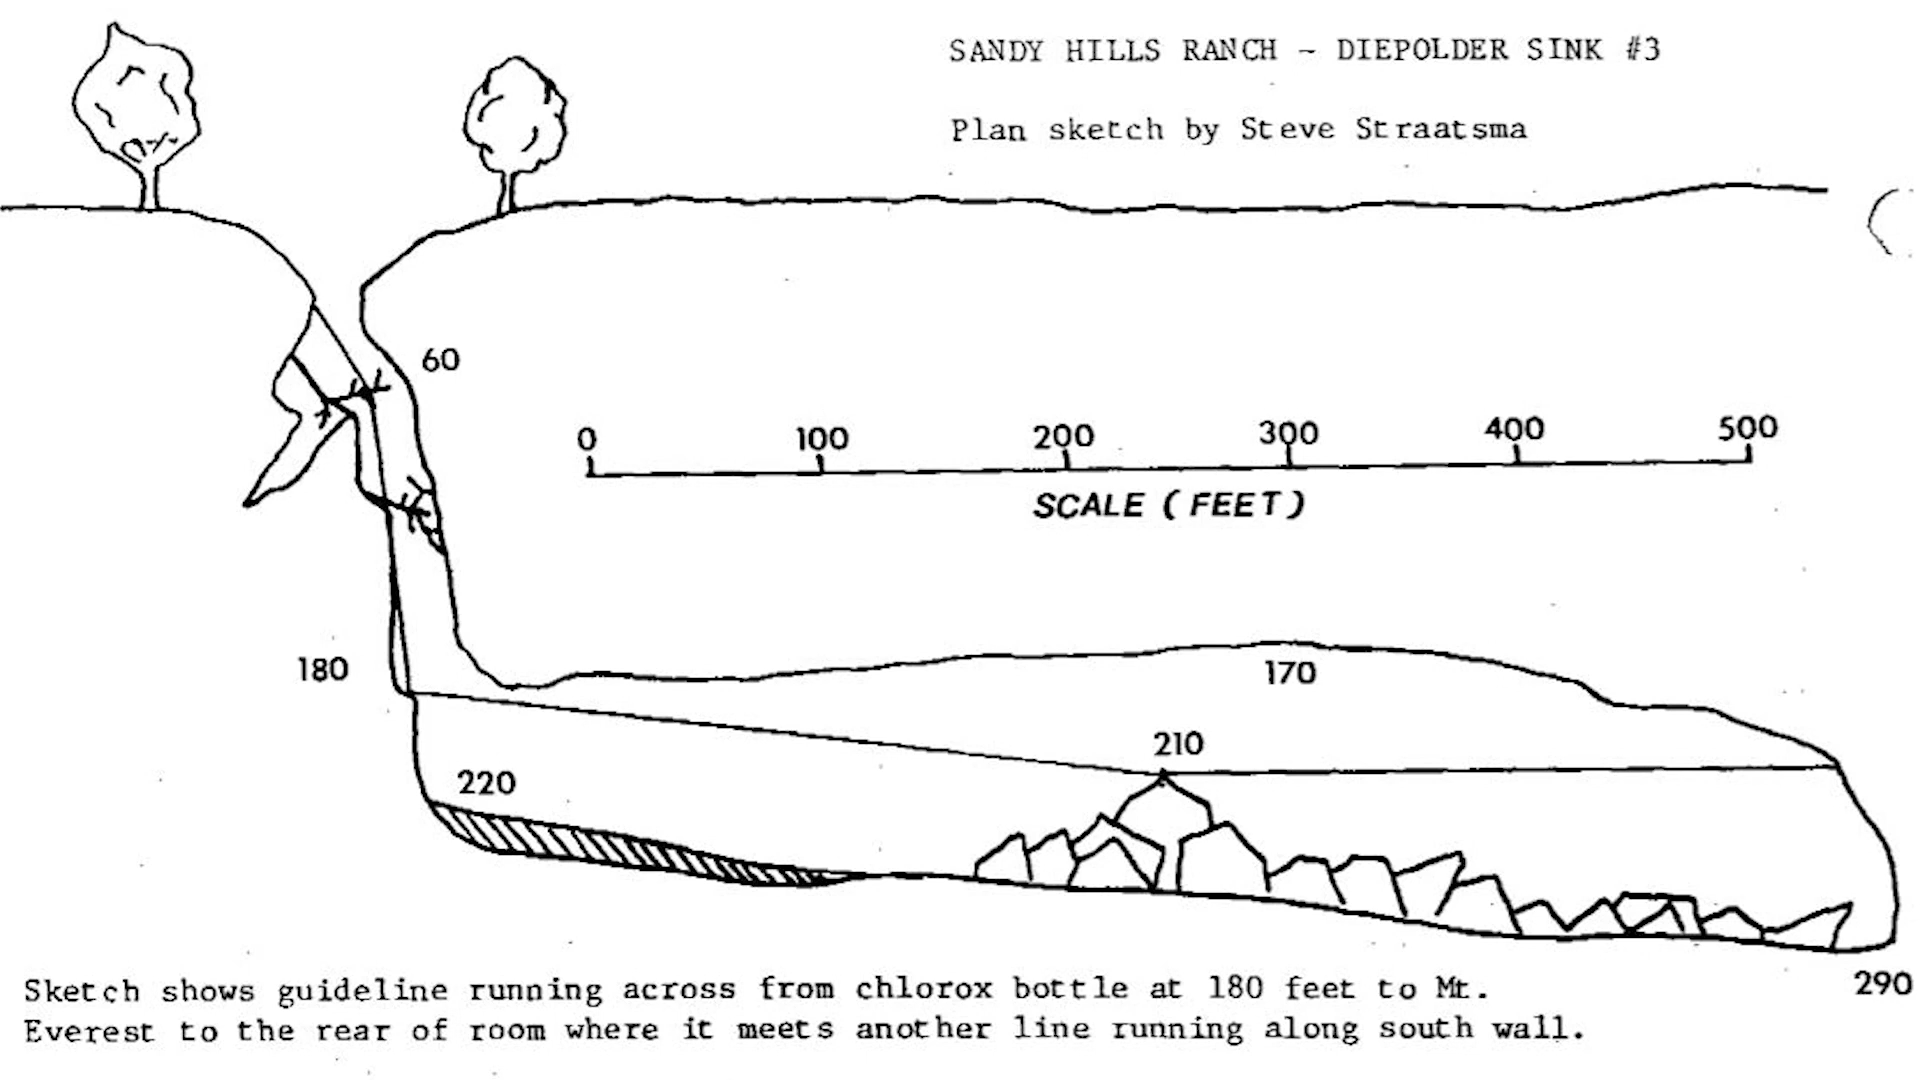 SANDY HILLS RANCH - DIEPOLDER SINK #3
Plan sketch by Steve Straatsma
60
0 100 200 300 400 500
SCALE (FEET)
180
170
210
220
290
Sketch shows guideline running across from chlorox bottle at 180 feet to Mt.
Everest to the rear of room where it meets another line running along south wall.